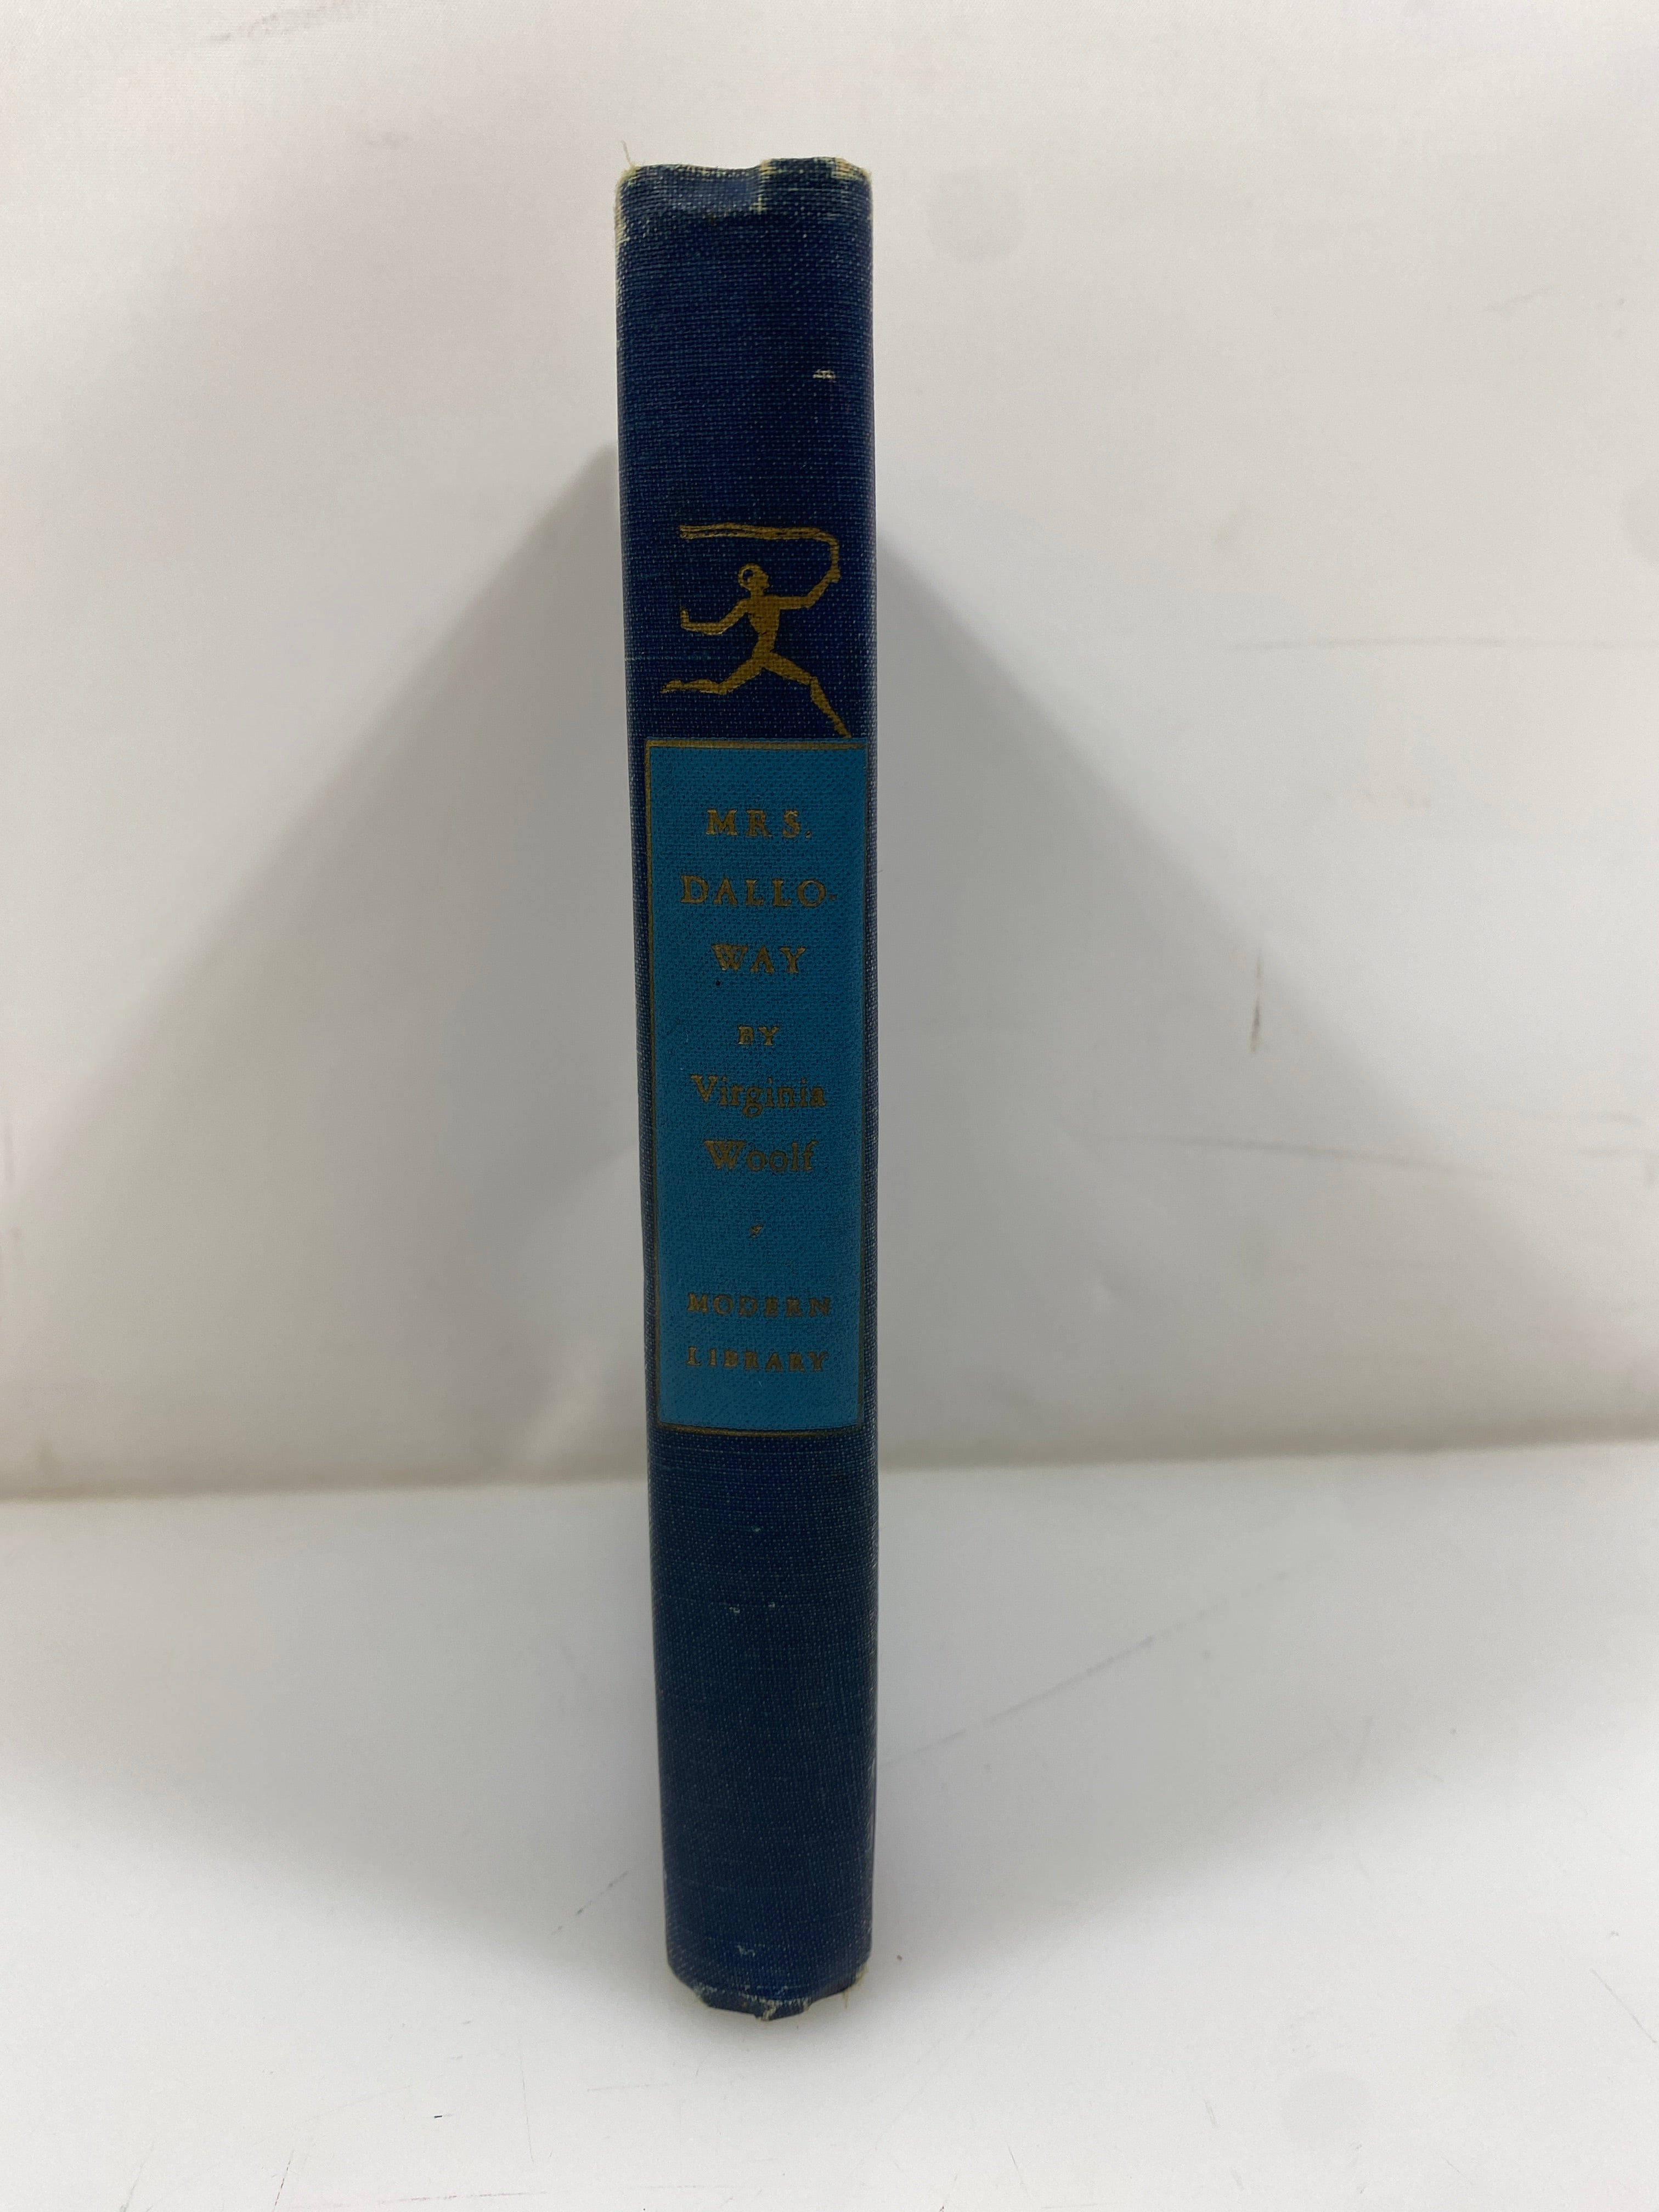 MRS.
DALLO-
WAY
BY
Virginia
Woolf
MODERN
LIBRARY